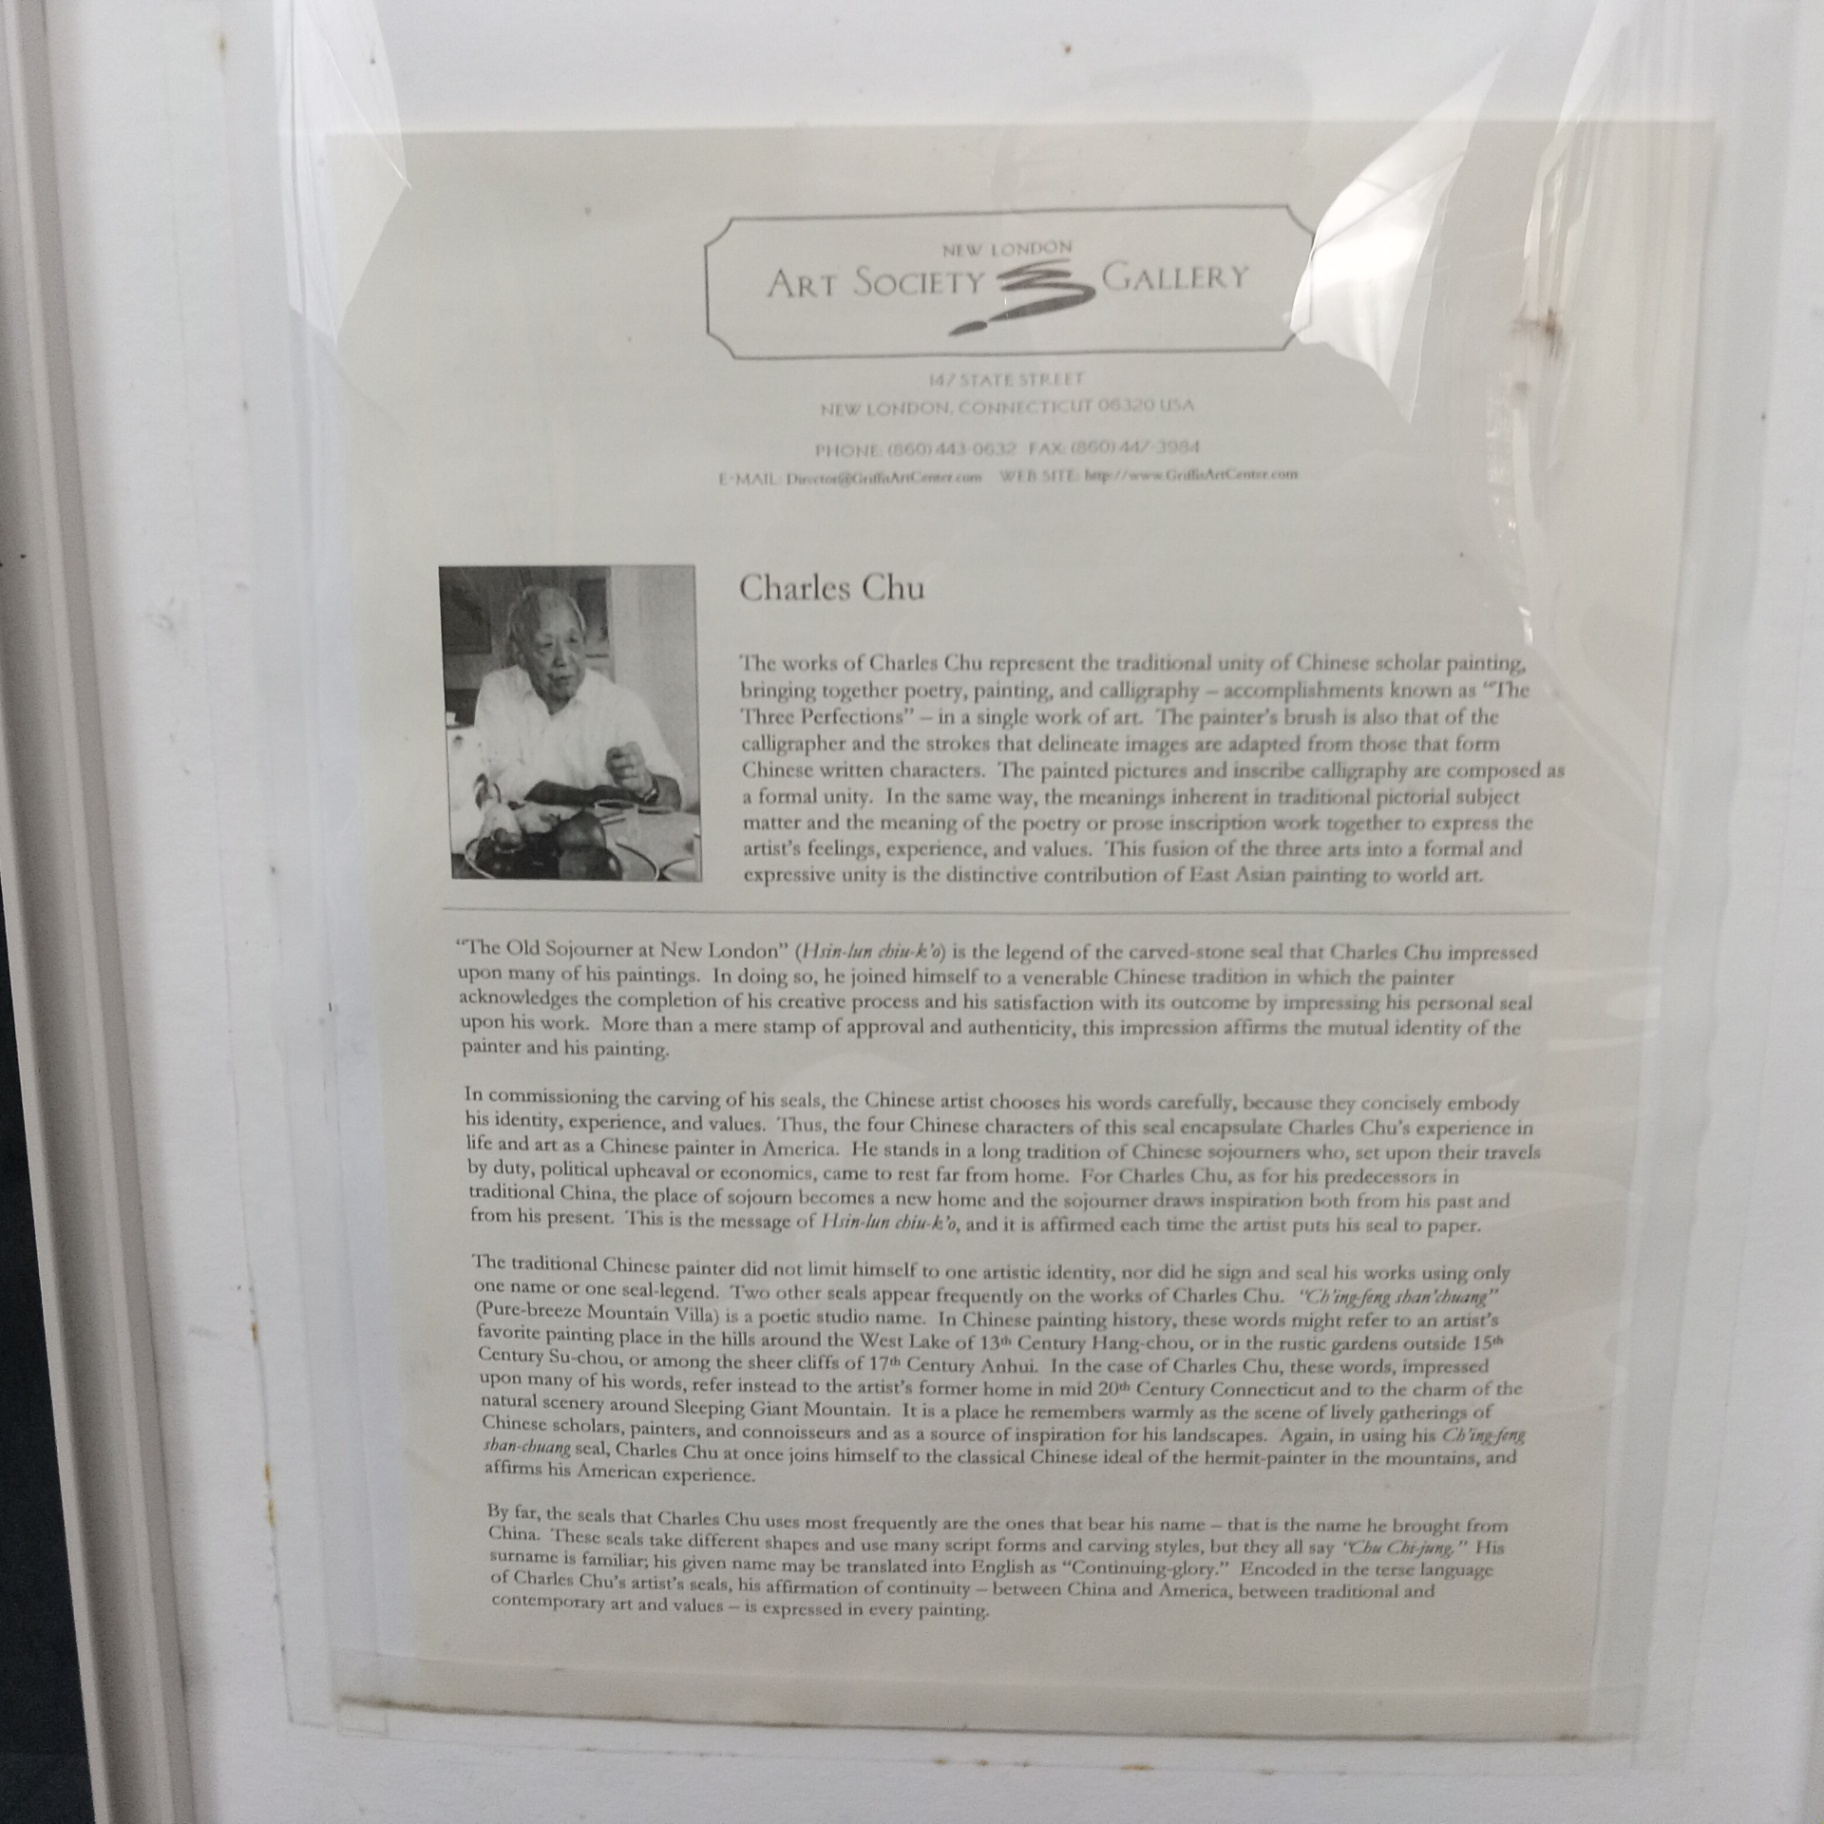 NEW LONDON
ART SOCIETY GALLERY
147 STATE STREET
NEW LONDON, CONNECTICUT 06320 USA
PHONE: (860) 443-0632 FAX: (860) 447-3984
E-MAIL: Director@GriffisArtCenter.com WEB SITE: http://www.GriffisArtCenter.com
Charles Chu
The works of Charles Chu represent the traditional unity of Chinese scholar painting,
bringing together poetry, painting, and calligraphy – accomplishments known as “The
Three Perfections” – in a single work of art. The painter’s brush is also that of the
calligrapher and the strokes that delineate images are adapted from those that form
Chinese written characters. The painted pictures and inscribe calligraphy are composed as
a formal unity. In the same way, the meanings inherent in traditional pictorial subject
matter and the meaning of the poetry or prose inscription work together to express the
artist’s feelings, experience, and values. This fusion of the three arts into a formal and
expressive unity is the distinctive contribution of East Asian painting to world art.
“The Old Sojourner at New London” (Hsin-lun chiu-k’o) is the legend of the carved-stone seal that Charles Chu impressed
upon many of his paintings. In doing so, he joined himself to a venerable Chinese tradition in which the painter
acknowledges the completion of his creative process and his satisfaction with its outcome by impressing his personal seal
upon his work. More than a mere stamp of approval and authenticity, this impression affirms the mutual identity of the
painter and his painting.
In commissioning the carving of his seals, the Chinese artist chooses his words carefully, because they concisely embody
his identity, experience, and values. Thus, the four Chinese characters of this seal encapsulate Charles Chu’s experience in
life and art as a Chinese painter in America. He stands in a long tradition of Chinese sojourners who, set upon their travels
by duty, political upheaval or economics, came to rest far from home. For Charles Chu, as for his predecessors in
traditional China, the place of sojourn becomes a new home and the sojourner draws inspiration both from his past and
from his present. This is the message of Hsin-lun chiu-k’o, and it is affirmed each time the artist puts his seal to paper.
The traditional Chinese painter did not limit himself to one artistic identity, nor did he sign and seal his works using only
one name or one seal-legend. Two other seals appear frequently on the works of Charles Chu. “Ch’ing-feng shan’chuang”
(Pure-breeze Mountain Villa) is a poetic studio name. In Chinese painting history, these words might refer to an artist’s
favorite painting place in the hills around the West Lake of 13th Century Hang-chou, or in the rustic gardens outside 15th
Century Su-chou, or among the sheer cliffs of 17th Century Anhui. In the case of Charles Chu, these words, impressed
upon many of his words, refer instead to the artist’s former home in mid 20th Century Connecticut and to the charm of the
natural scenery around Sleeping Giant Mountain. It is a place he remembers warmly as the scene of lively gatherings of
Chinese scholars, painters, and connoisseurs and as a source of inspiration for his landscapes. Again, in using his Ch’ing-feng
shan-chuang seal, Charles Chu at once joins himself to the classical Chinese ideal of the hermit-painter in the mountains, and
affirms his American experience.
By far, the seals that Charles Chu uses most frequently are the ones that bear his name – that is the name he brought from
China. These seals take different shapes and use many script forms and carving styles, but they all say “Chu Chi-jung.” His
surname is familiar; his given name may be translated into English as “Continuing-glory.” Encoded in the terse language
of Charles Chu’s artist’s seals, his affirmation of continuity – between China and America, between traditional and
contemporary art and values – is expressed in every painting.